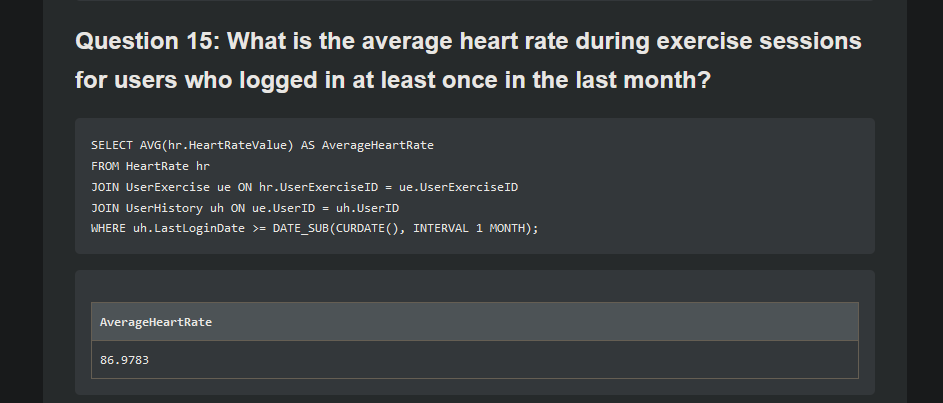 Question 15: What is the average heart rate during exercise sessions
for users who logged in at least once in the last month?
SELECT AVG(hr.HeartRateValue) AS AverageHeartRate
FROM HeartRate hr
JOIN UserExercise ue ON hr.UserExerciseID = ue.UserExerciseID
JOIN UserHistory uh ON ue.UserID = uh.UserID
WHERE uh.LastLoginDate >= DATE_SUB(CURDATE(), INTERVAL 1 MONTH);
AverageHeartRate
86.9783